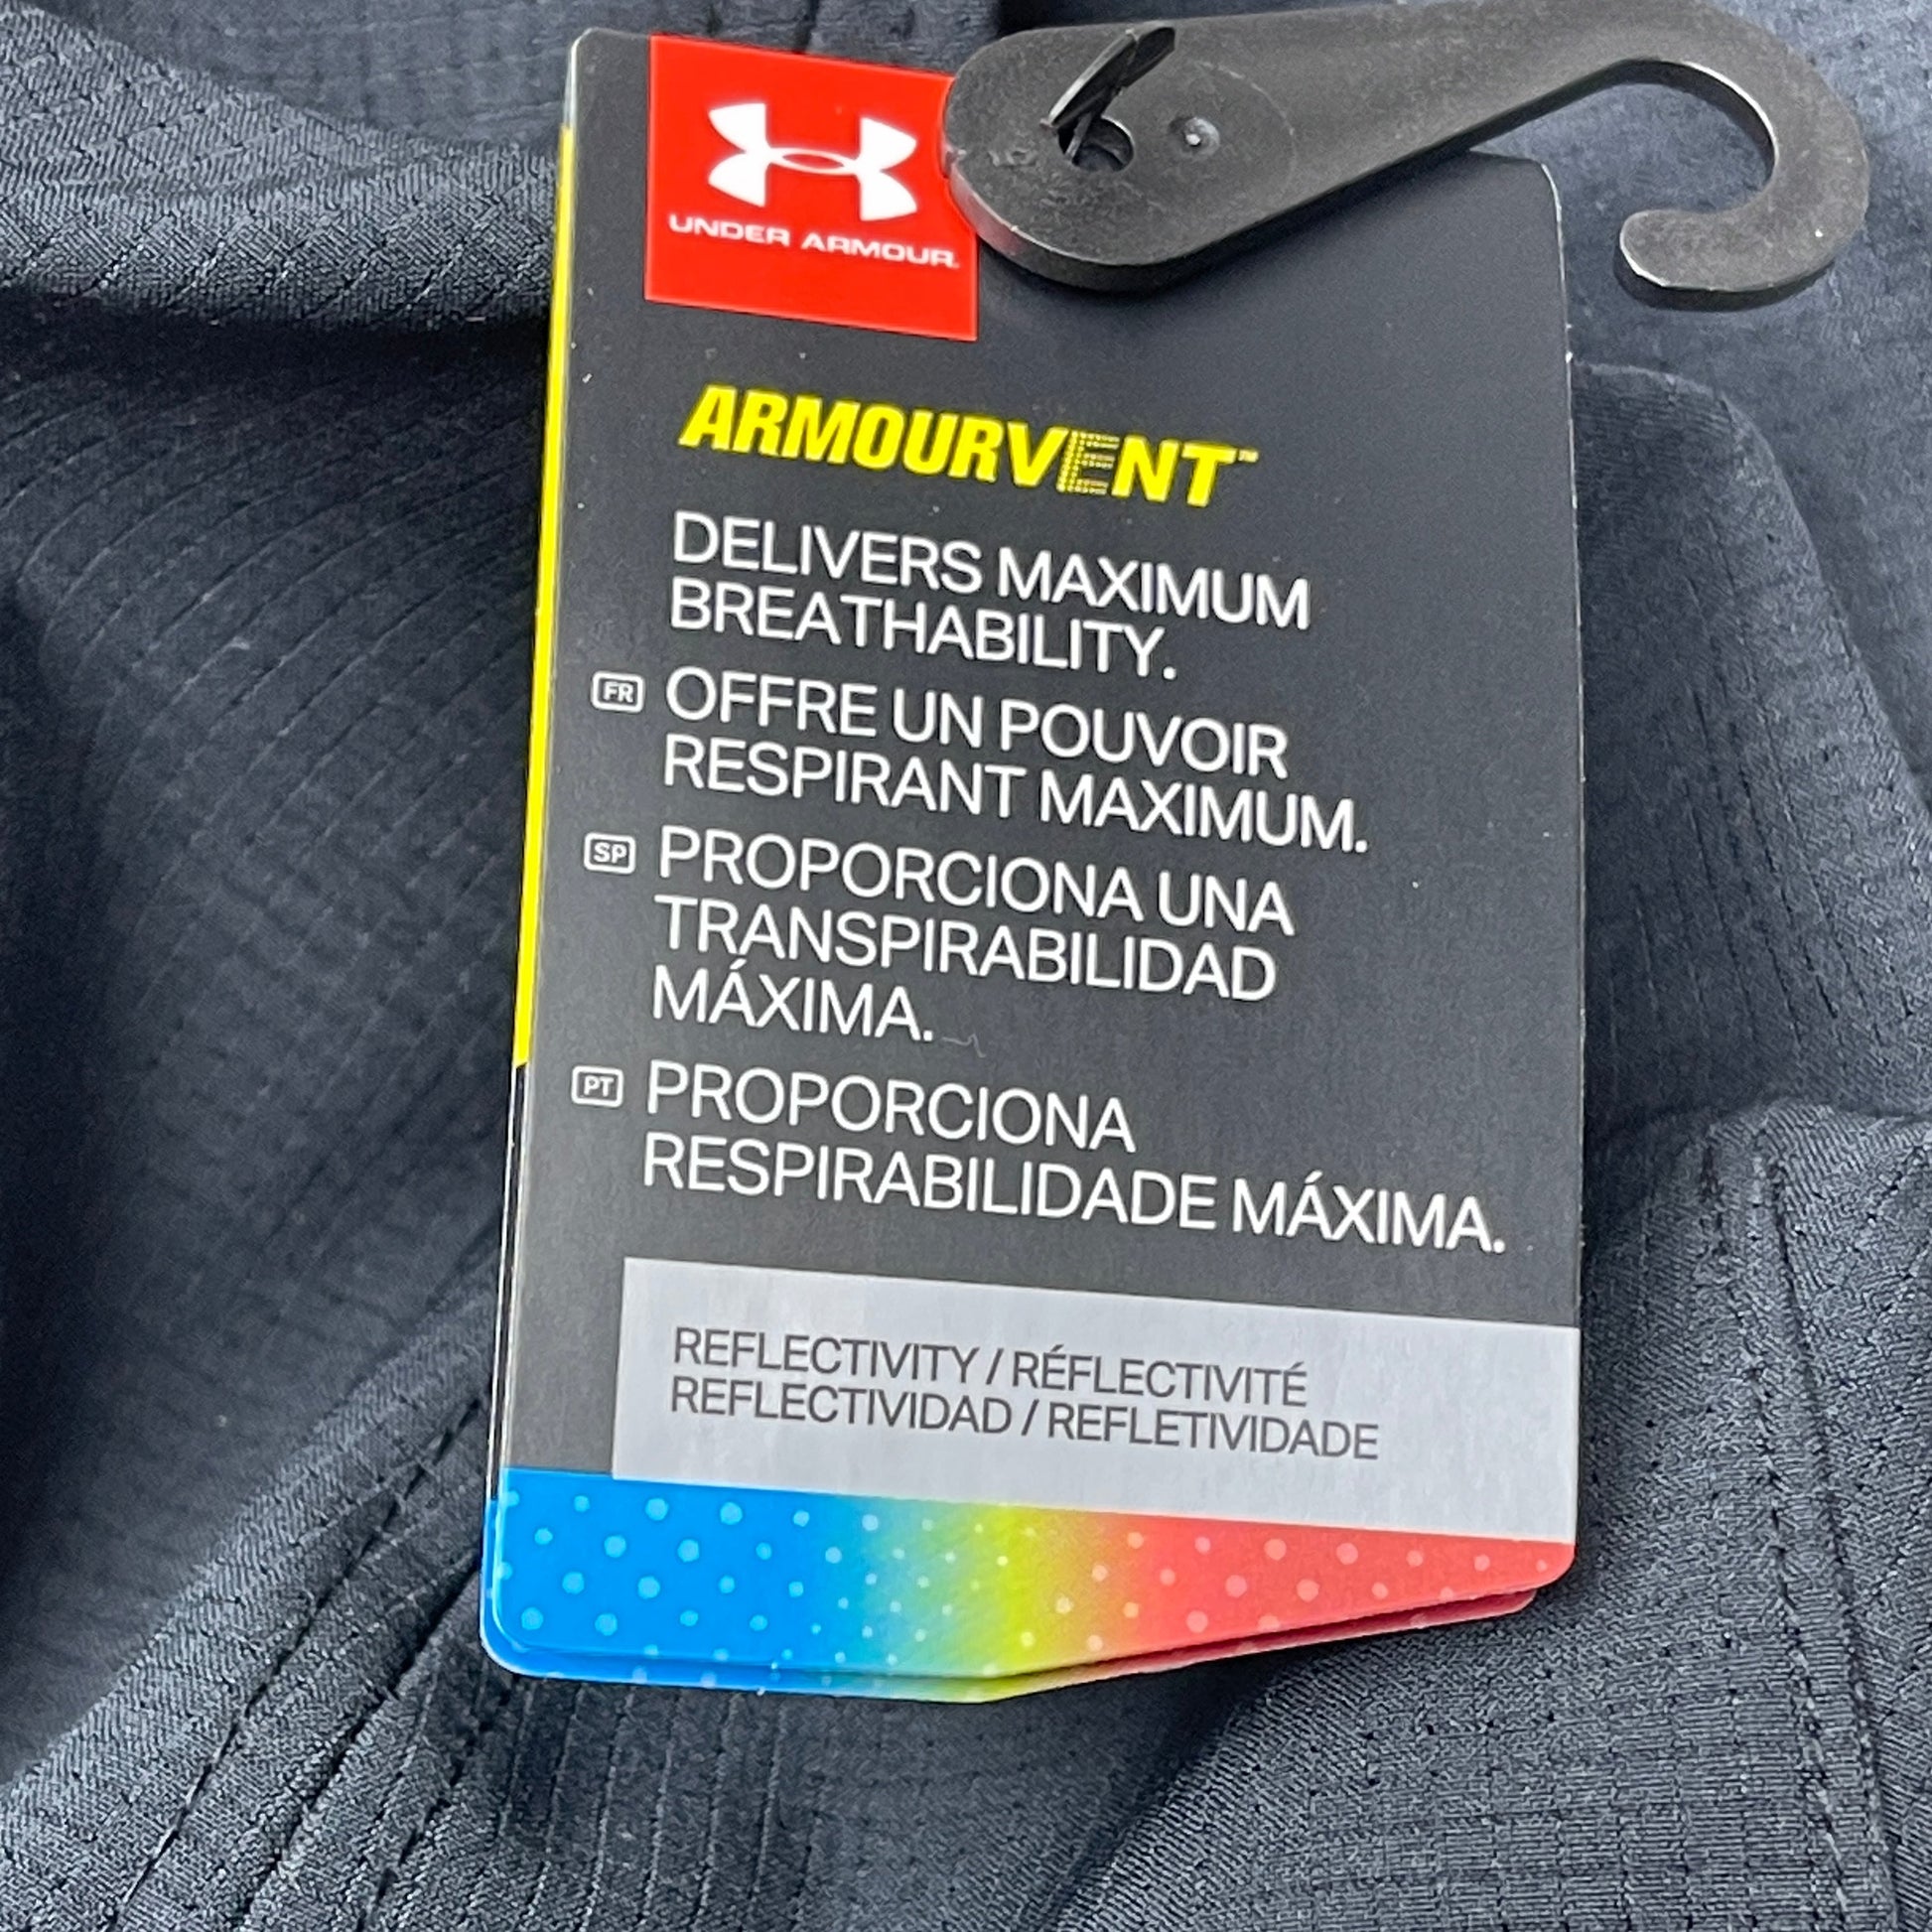 UNDER ARMOUR.
ARMOURVENT™
DELIVERS MAXIMUM
BREATHABILITY.
FR OFFRE UN POUVOIR
RESPIRANT MAXIMUM.
SP PROPORCIONA UNA
TRANSPIRABILIDAD
MÁXIMA.
PT PROPORCIONA
RESPIRABILIDADE MÁXIMA.
REFLECTIVITY / RÉFLECTIVITÉ
REFLECTIVIDAD / REFLETIVIDADE